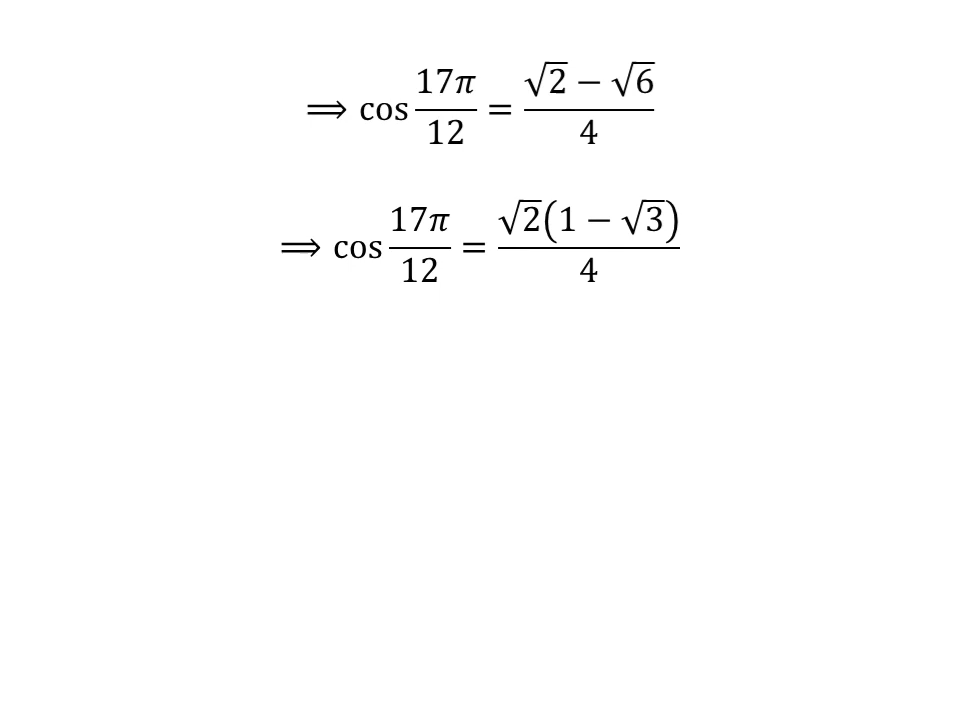 ⟹ cos 17π/12 = (√2 − √6)/4
⟹ cos 17π/12 = √2(1 − √3)/4